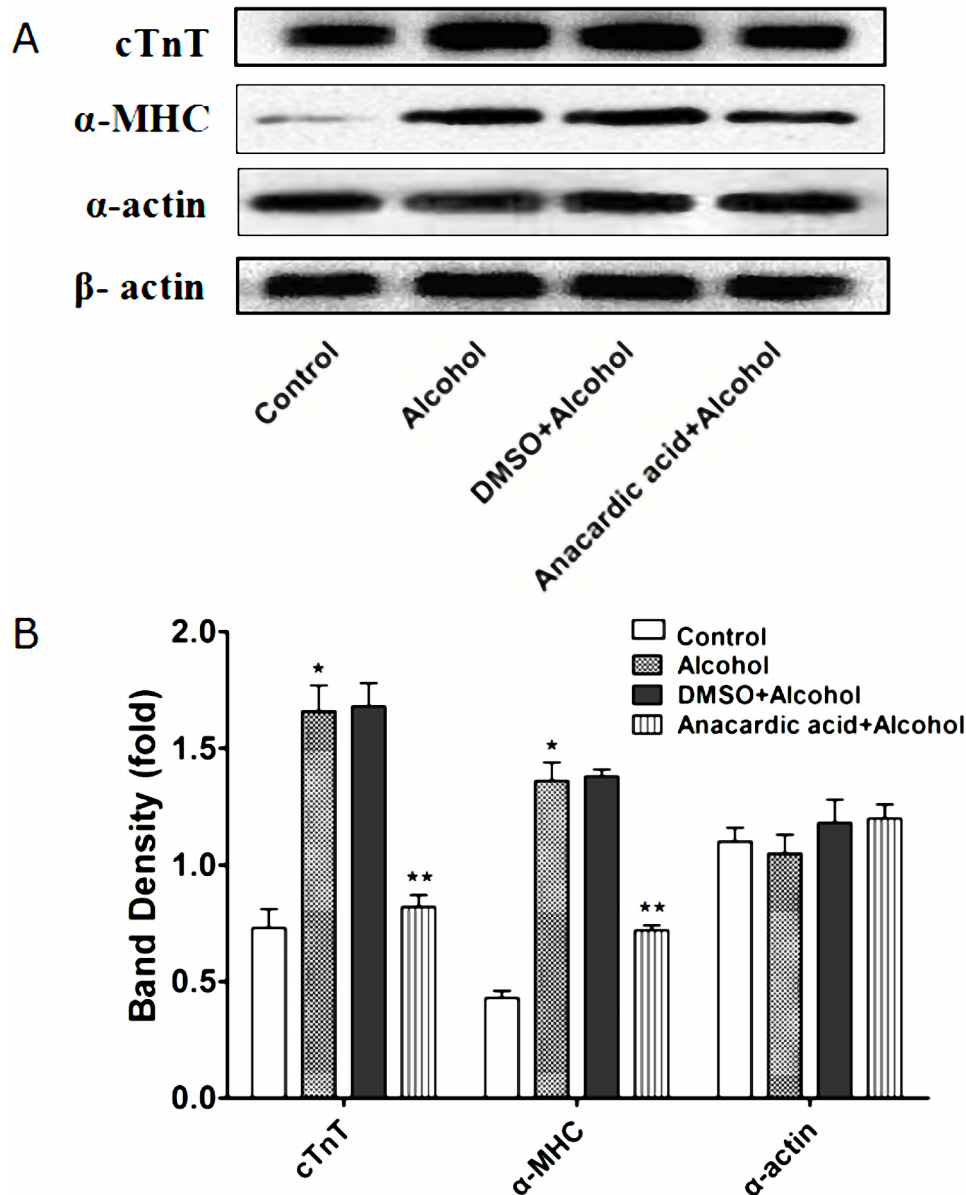 A
cTnT
α-MHC
α-actin
β- actin
Control
Alcohol
DMSO+Alcohol
Anacardic acid+Alcohol
B
Band Density (fold)
2.0
1.5
1.0
0.5
0.0
Control
Alcohol
DMSO+Alcohol
Anacardic acid+Alcohol
*
**
*
**
cTnT
α-MHC
α-actin